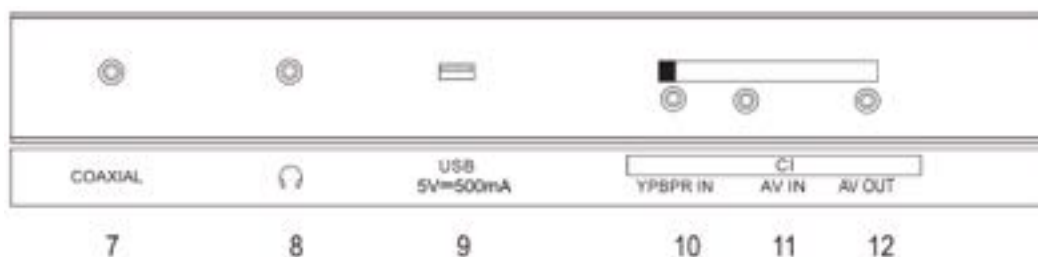 COAXIAL
USB
5V⎓500mA
CI
YPBPR IN AV IN AV OUT
7 8 9 10 11 12